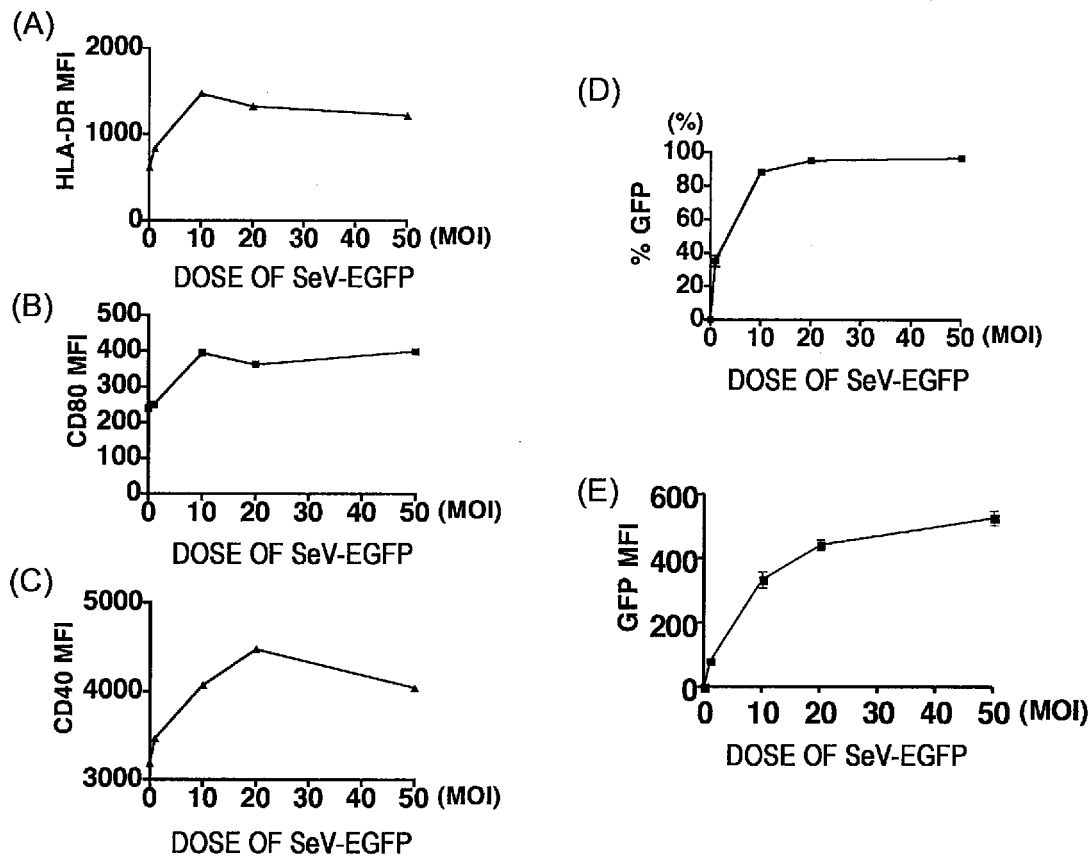 (A)
HLA-DR MFI
2000
1000
0
0 10 20 30 40 50 (MOI)
DOSE OF SeV-EGFP
(B)
CD80 MFI
500
400
300
200
100
0
0 10 20 30 40 50 (MOI)
DOSE OF SeV-EGFP
(C)
CD40 MFI
5000
4000
3000
0 10 20 30 40 50 (MOI)
DOSE OF SeV-EGFP
(D)
(%)
% GFP
100
80
60
40
20
0
0 10 20 30 40 50 (MOI)
DOSE OF SeV-EGFP
(E)
GFP MFI
600
400
200
0
0 10 20 30 40 50 (MOI)
DOSE OF SeV-EGFP